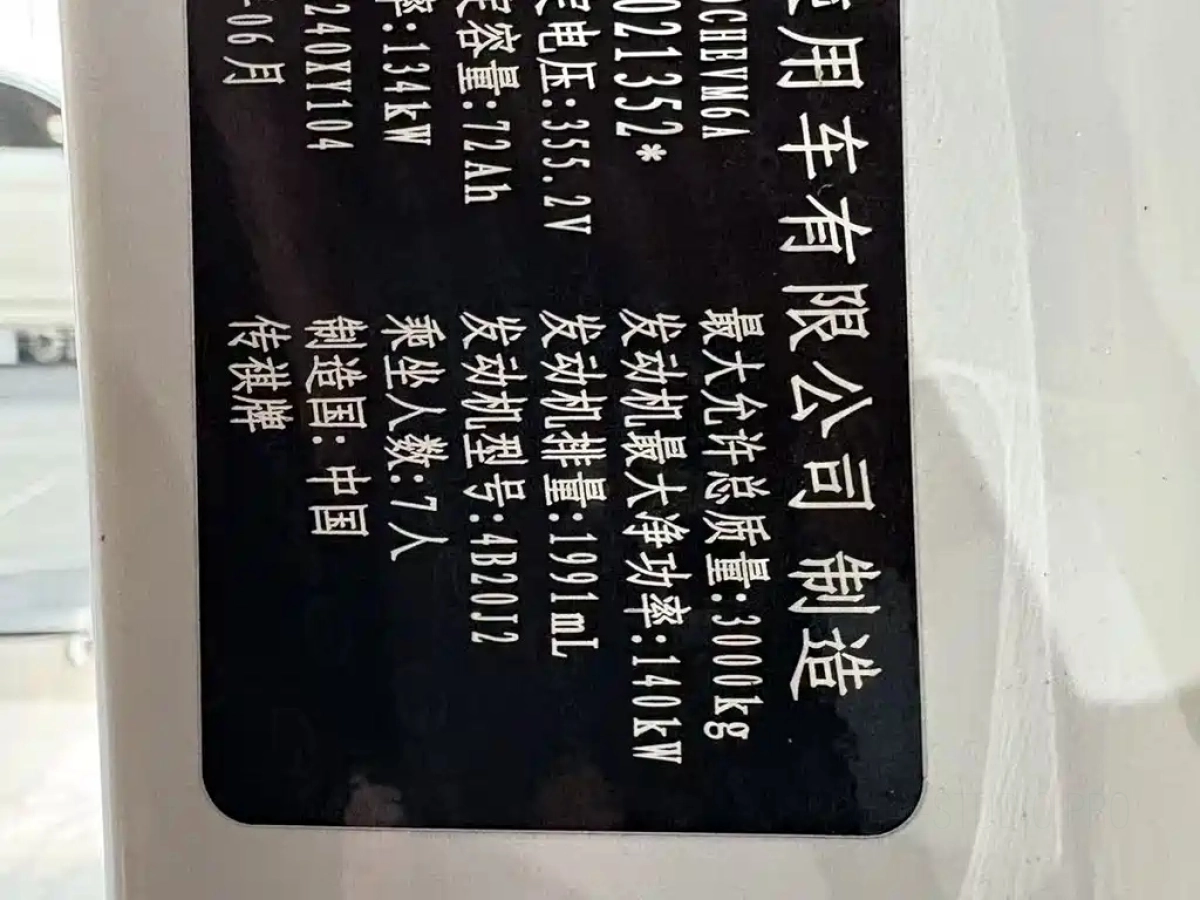 用车有限公司 制造
CHEVM6A 最大允许总质量:3000kg
021352* 发动机最大净功率:140kW
电压:355.2V 发动机排量:1991mL
容量:72Ah 发动机型号:4B20J2
率:134kW 乘坐人数:7人
240XY104 制造国: 中国
06月 传祺牌